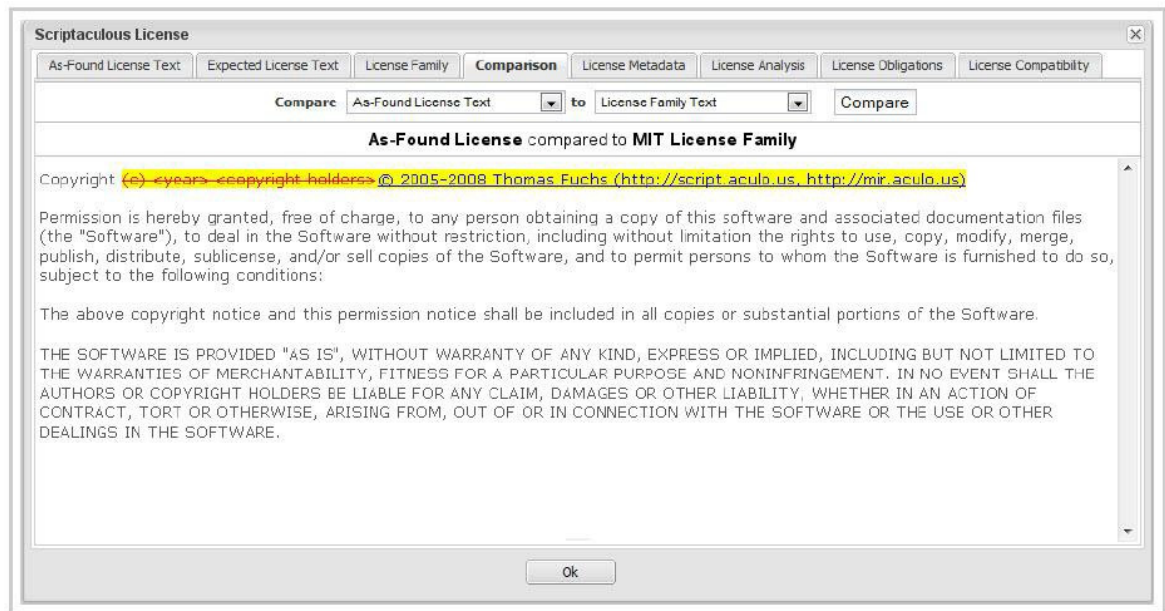 Scriptaculous License
As-Found License Text Expected License Text License Family Comparison License Metadata License Analysis License Obligations License Compatibility
Compare As-Found License Text to License Family Text Compare
As-Found License compared to MIT License Family
Copyright (c) <year> <copyright holders> © 2005-2008 Thomas Fuchs (http://script.aculo.us, http://mir.aculo.us)
Permission is hereby granted, free of charge, to any person obtaining a copy of this software and associated documentation files
(the "Software"), to deal in the Software without restriction, including without limitation the rights to use, copy, modify, merge,
publish, distribute, sublicense, and/or sell copies of the Software, and to permit persons to whom the Software is furnished to do so,
subject to the following conditions:
The above copyright notice and this permission notice shall be included in all copies or substantial portions of the Software.
THE SOFTWARE IS PROVIDED "AS IS", WITHOUT WARRANTY OF ANY KIND, EXPRESS OR IMPLIED, INCLUDING BUT NOT LIMITED TO
THE WARRANTIES OF MERCHANTABILITY, FITNESS FOR A PARTICULAR PURPOSE AND NONINFRINGEMENT. IN NO EVENT SHALL THE
AUTHORS OR COPYRIGHT HOLDERS BE LIABLE FOR ANY CLAIM, DAMAGES OR OTHER LIABILITY, WHETHER IN AN ACTION OF
CONTRACT, TORT OR OTHERWISE, ARISING FROM, OUT OF OR IN CONNECTION WITH THE SOFTWARE OR THE USE OR OTHER
DEALINGS IN THE SOFTWARE.
Ok